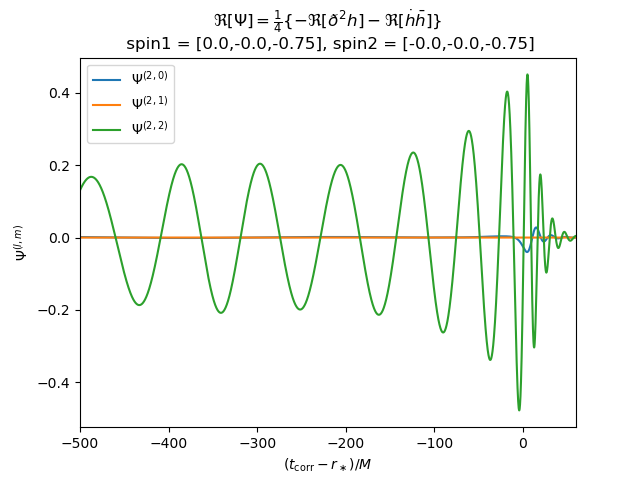 ℜ[Ψ] = 1/4 {−ℜ[ð²h] − ℜ[ḣh̄]}
spin1 = [0.0,-0.0,-0.75], spin2 = [-0.0,-0.0,-0.75]
Ψ^(2,0)
Ψ^(2,1)
Ψ^(2,2)
Ψ^(l,m)
0.4
0.2
0.0
−0.2
−0.4
−500
−400
−300
−200
−100
0
(t_corr − r_∗)/M